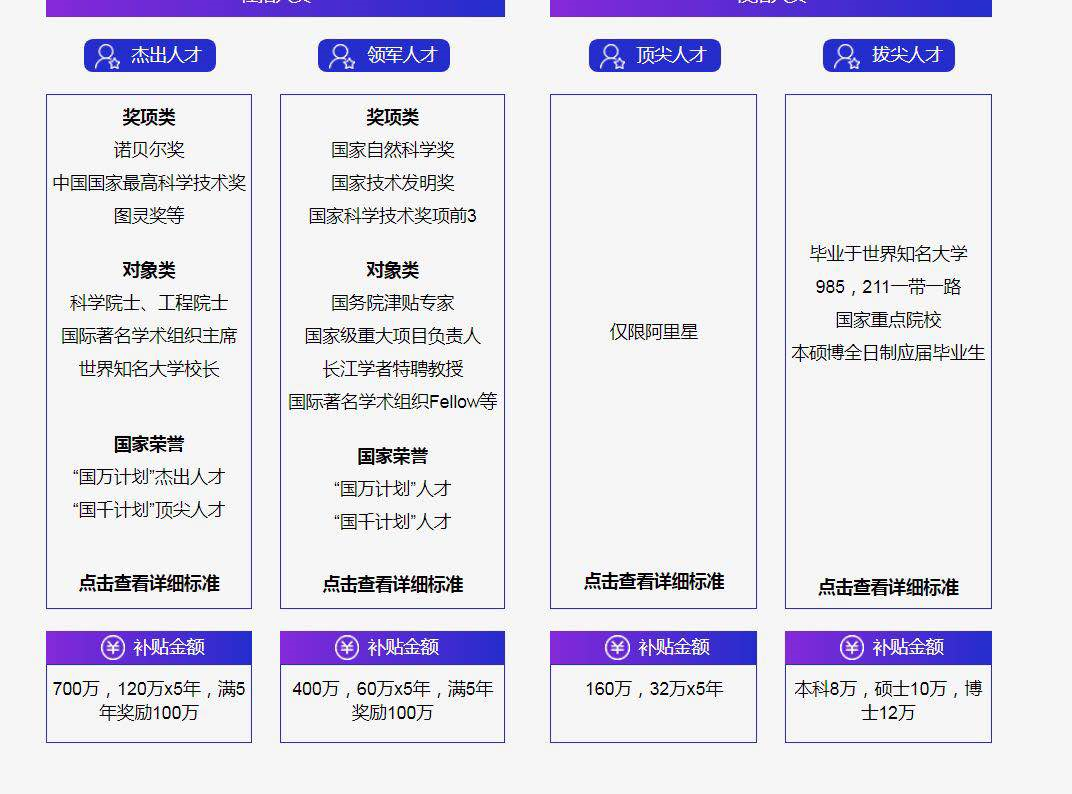 杰出人才
奖项类
诺贝尔奖
中国国家最高科学技术奖
图灵奖等
对象类
科学院士、工程院士
国际著名学术组织主席
世界知名大学校长
国家荣誉
“国万计划”杰出人才
“国千计划”顶尖人才
点击查看详细标准
补贴金额
700万，120万x5年，满5
年奖励100万
领军人才
奖项类
国家自然科学奖
国家技术发明奖
国家科学技术奖项前3
对象类
国务院津贴专家
国家级重大项目负责人
长江学者特聘教授
国际著名学术组织Fellow等
国家荣誉
“国万计划”人才
“国千计划”人才
点击查看详细标准
补贴金额
400万，60万x5年，满5年
奖励100万
顶尖人才
仅限阿里星
点击查看详细标准
补贴金额
160万，32万x5年
拔尖人才
毕业于世界知名大学
985，211一带一路
国家重点院校
本硕博全日制应届毕业生
点击查看详细标准
补贴金额
本科8万，硕士10万，博
士12万